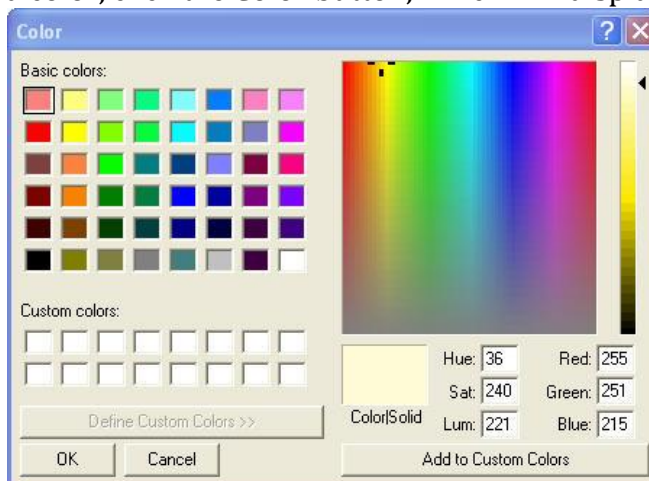 Color
Basic colors:
Custom colors:
Define Custom Colors >>
OK Cancel
Color|Solid
Hue: 36 Red: 255
Sat: 240 Green: 251
Lum: 221 Blue: 215
Add to Custom Colors